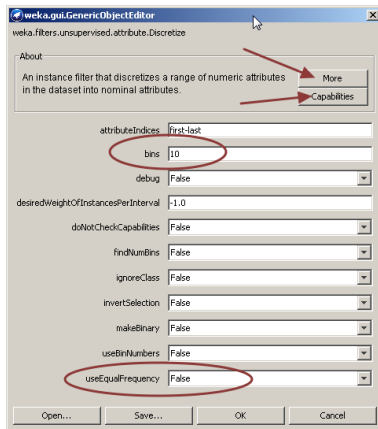 weka.gui.GenericObjectEditor
weka.filters.unsupervised.attribute.Discretize
About
An instance filter that discretizes a range of numeric attributes
in the dataset into nominal attributes.
More
Capabilities
attributeIndices first-last
bins 10
debug False
desiredWeightOfInstancesPerInterval -1.0
doNotCheckCapabilities False
findNumBins False
ignoreClass False
invertSelection False
makeBinary False
useBinNumbers False
useEqualFrequency False
Open... Save... OK Cancel